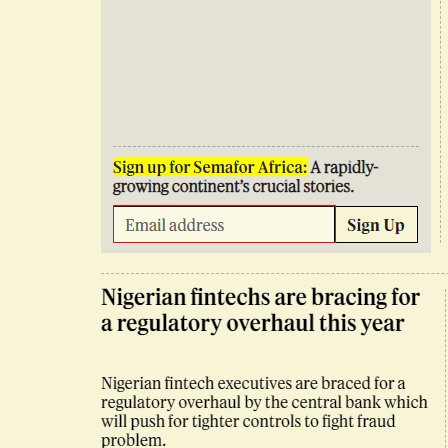 Sign up for Semafor Africa: A rapidly-
growing continent's crucial stories.
Email address
Sign Up
Nigerian fintechs are bracing for
a regulatory overhaul this year
Nigerian fintech executives are braced for a
regulatory overhaul by the central bank which
will push for tighter controls to fight fraud
problem.